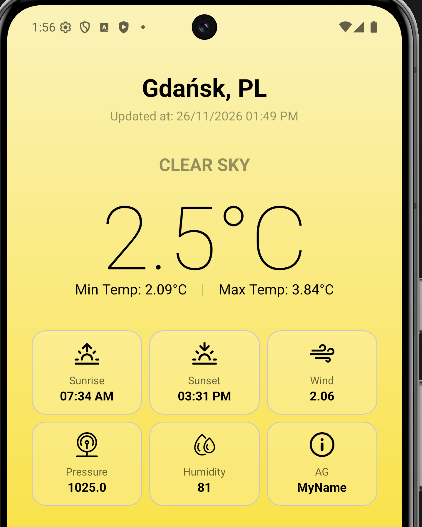 1:56
Gdańsk, PL
Updated at: 26/11/2026 01:49 PM
CLEAR SKY
2.5°C
Min Temp: 2.09°C | Max Temp: 3.84°C
Sunrise Sunset Wind
07:34 AM 03:31 PM 2.06
Pressure Humidity AG
1025.0 81 MyName